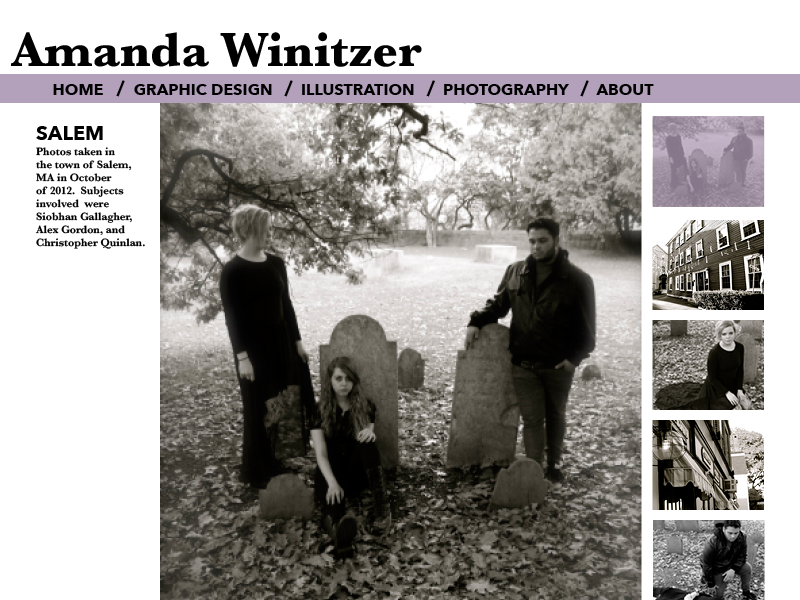 Amanda Winitzer
HOME / GRAPHIC DESIGN / ILLUSTRATION / PHOTOGRAPHY / ABOUT
SALEM
Photos taken in
the town of Salem,
MA in October
of 2012. Subjects
involved were
Siobhan Gallagher,
Alex Gordon, and
Christopher Quinlan.